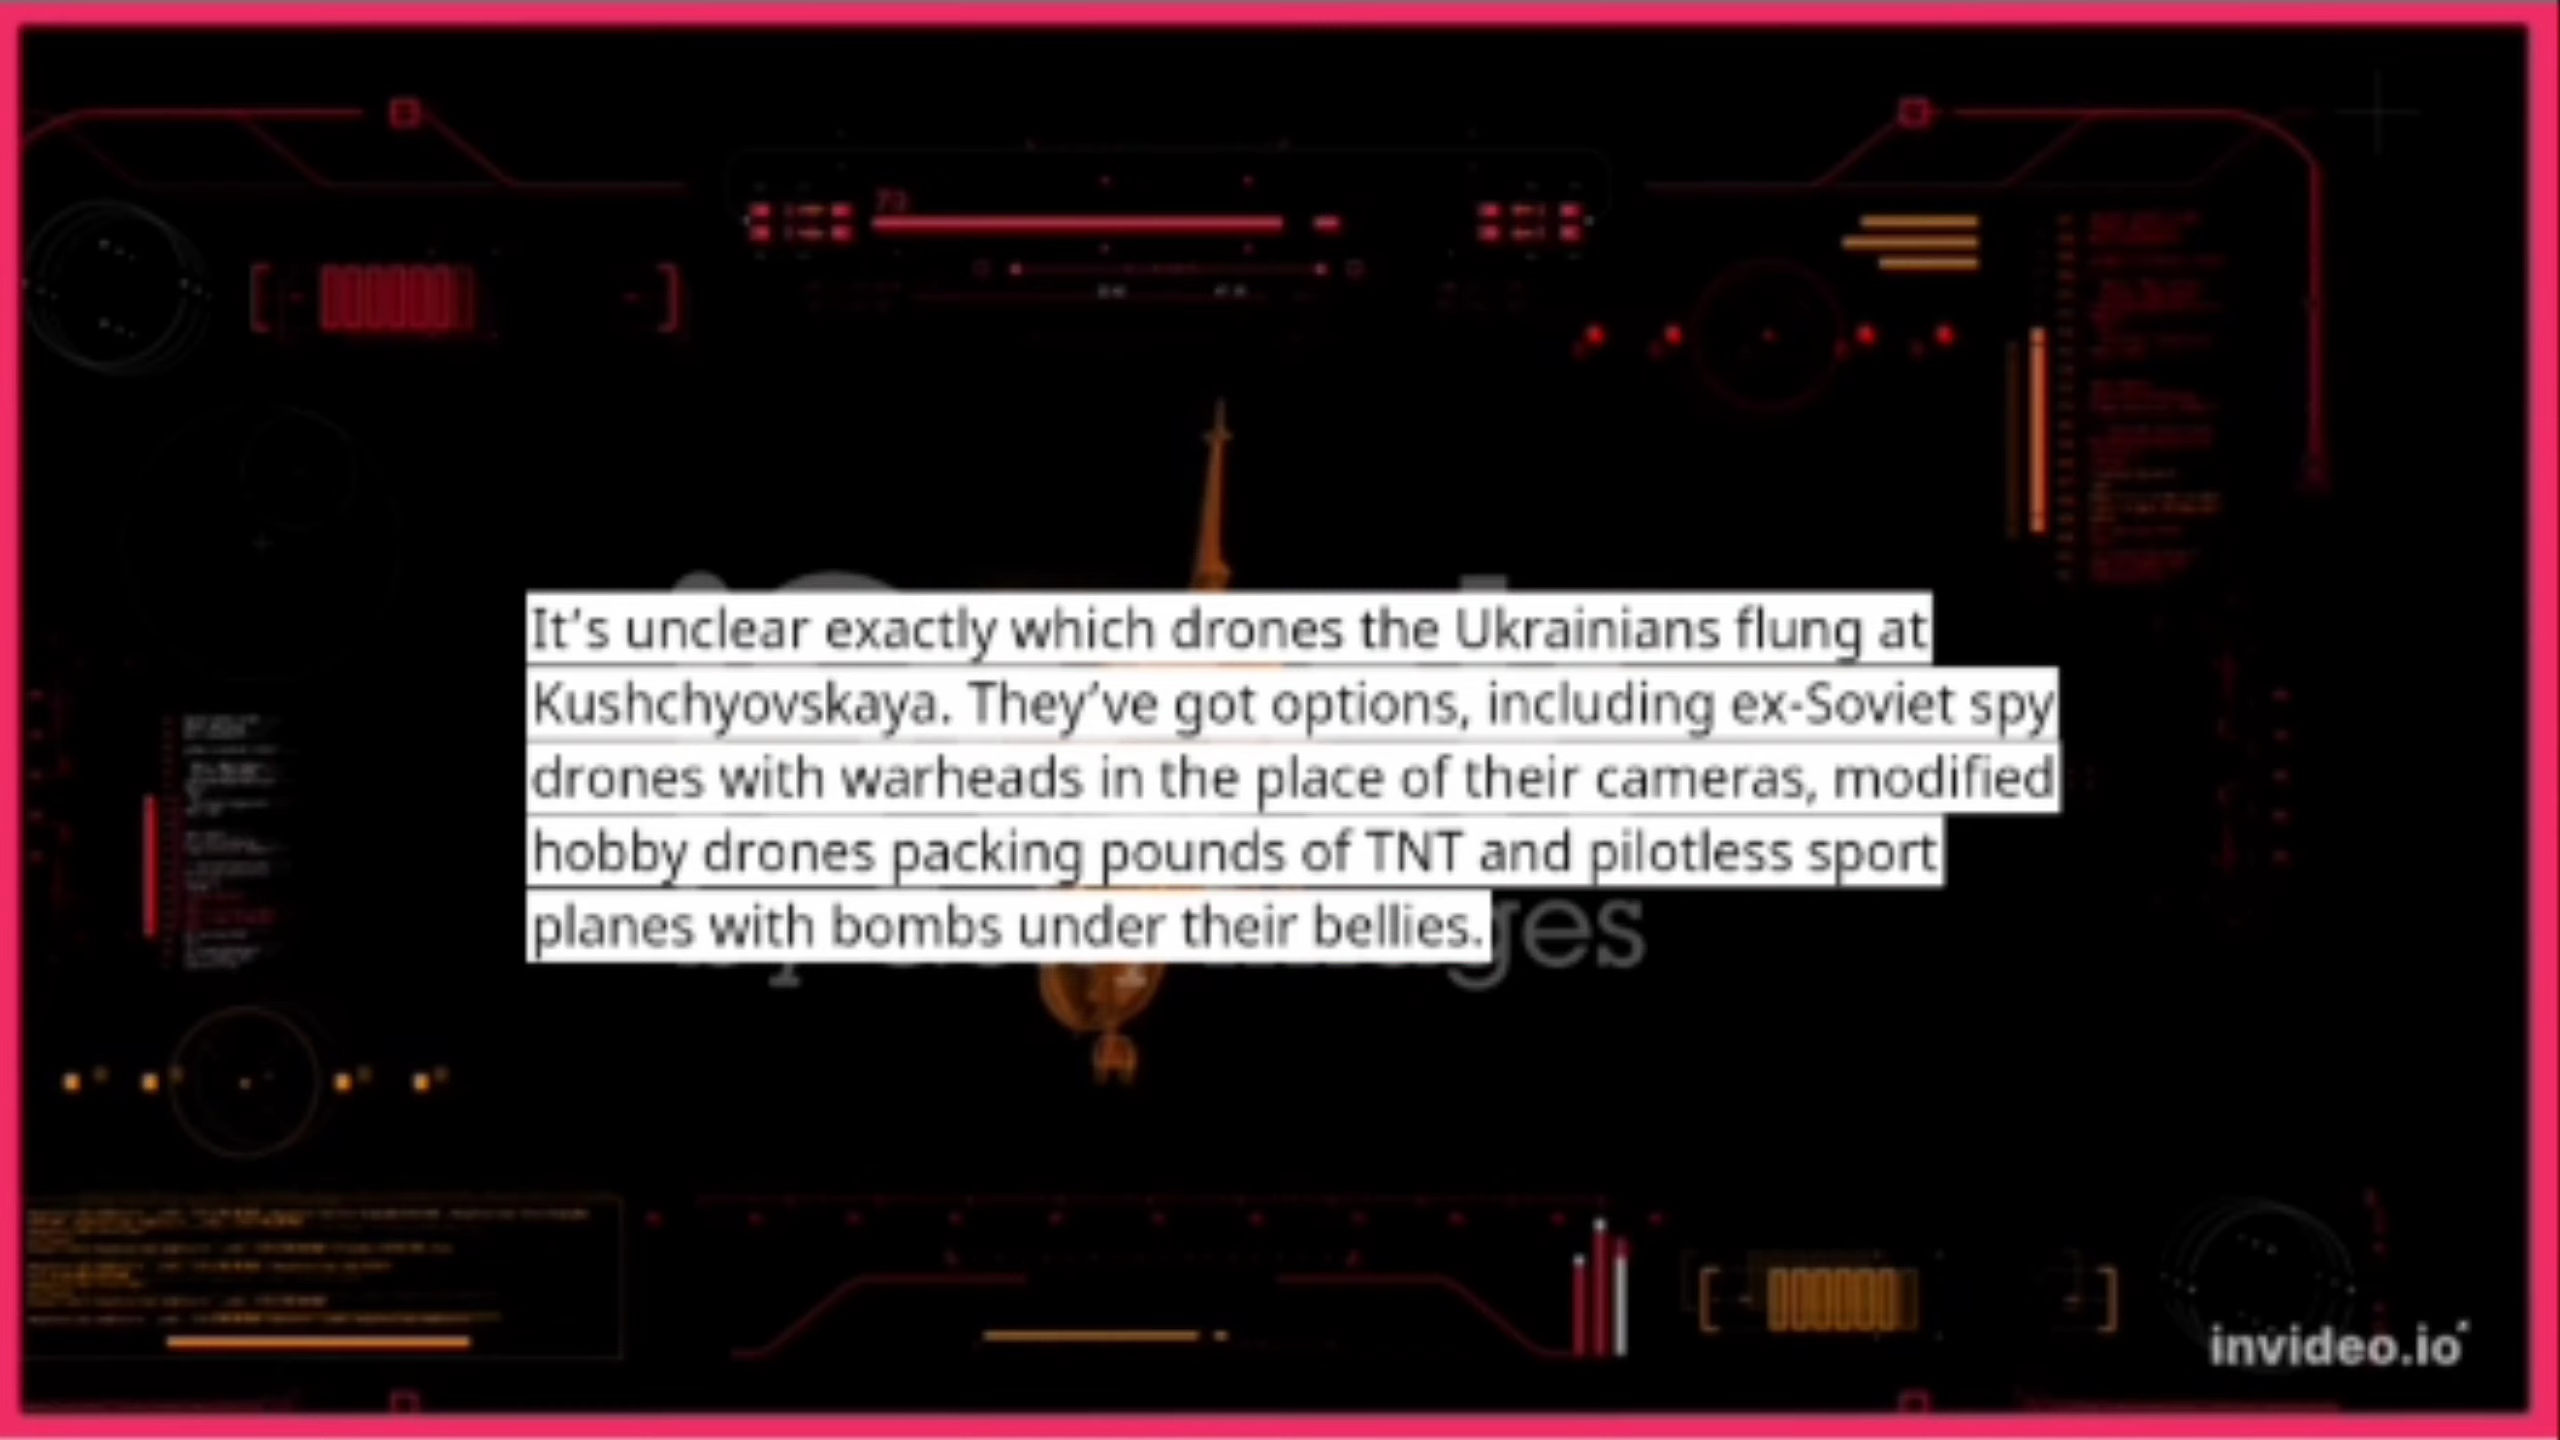 73
It’s unclear exactly which drones the Ukrainians flung at
Kushchyovskaya. They’ve got options, including ex-Soviet spy
drones with warheads in the place of their cameras, modified
hobby drones packing pounds of TNT and pilotless sport
planes with bombs under their bellies.
invideo.io